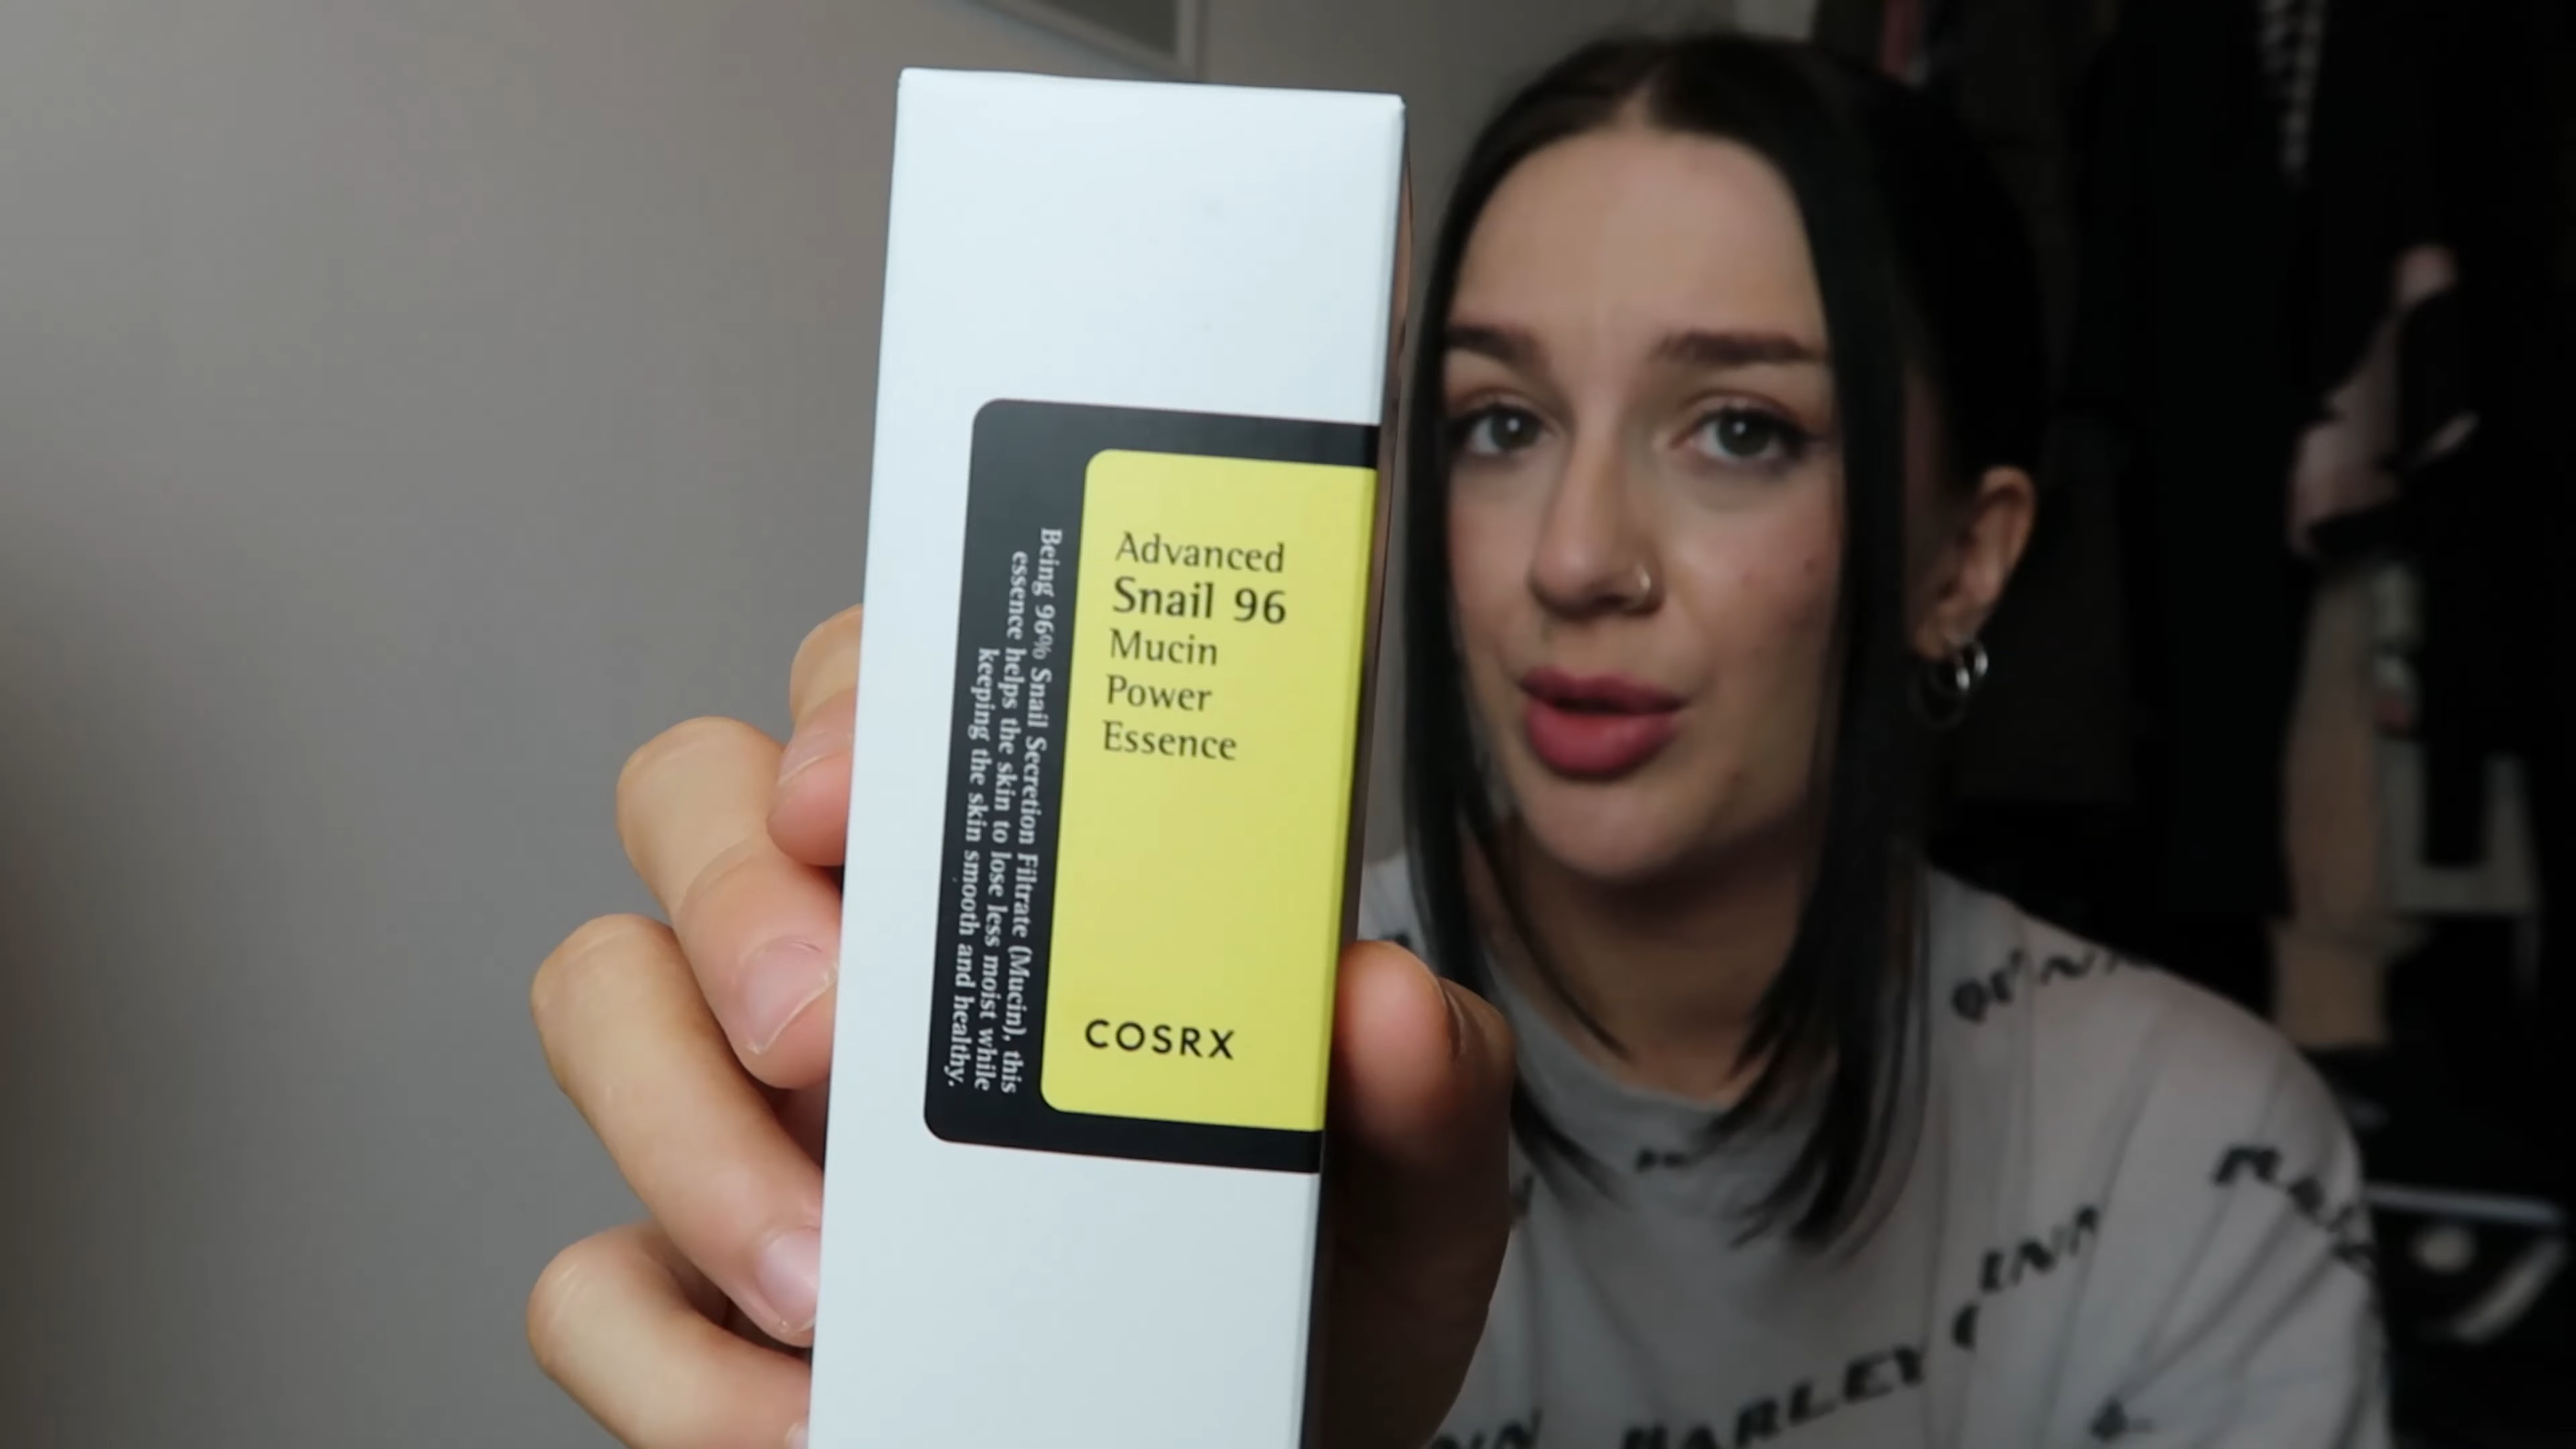 Advanced
Snail 96
Mucin
Power
Essence
COSRX
Being 96% Snail Secretion Filtrate (Mucin), this
essence helps the skin to lose less moist while
keeping the skin smooth and healthy.
HARLEY